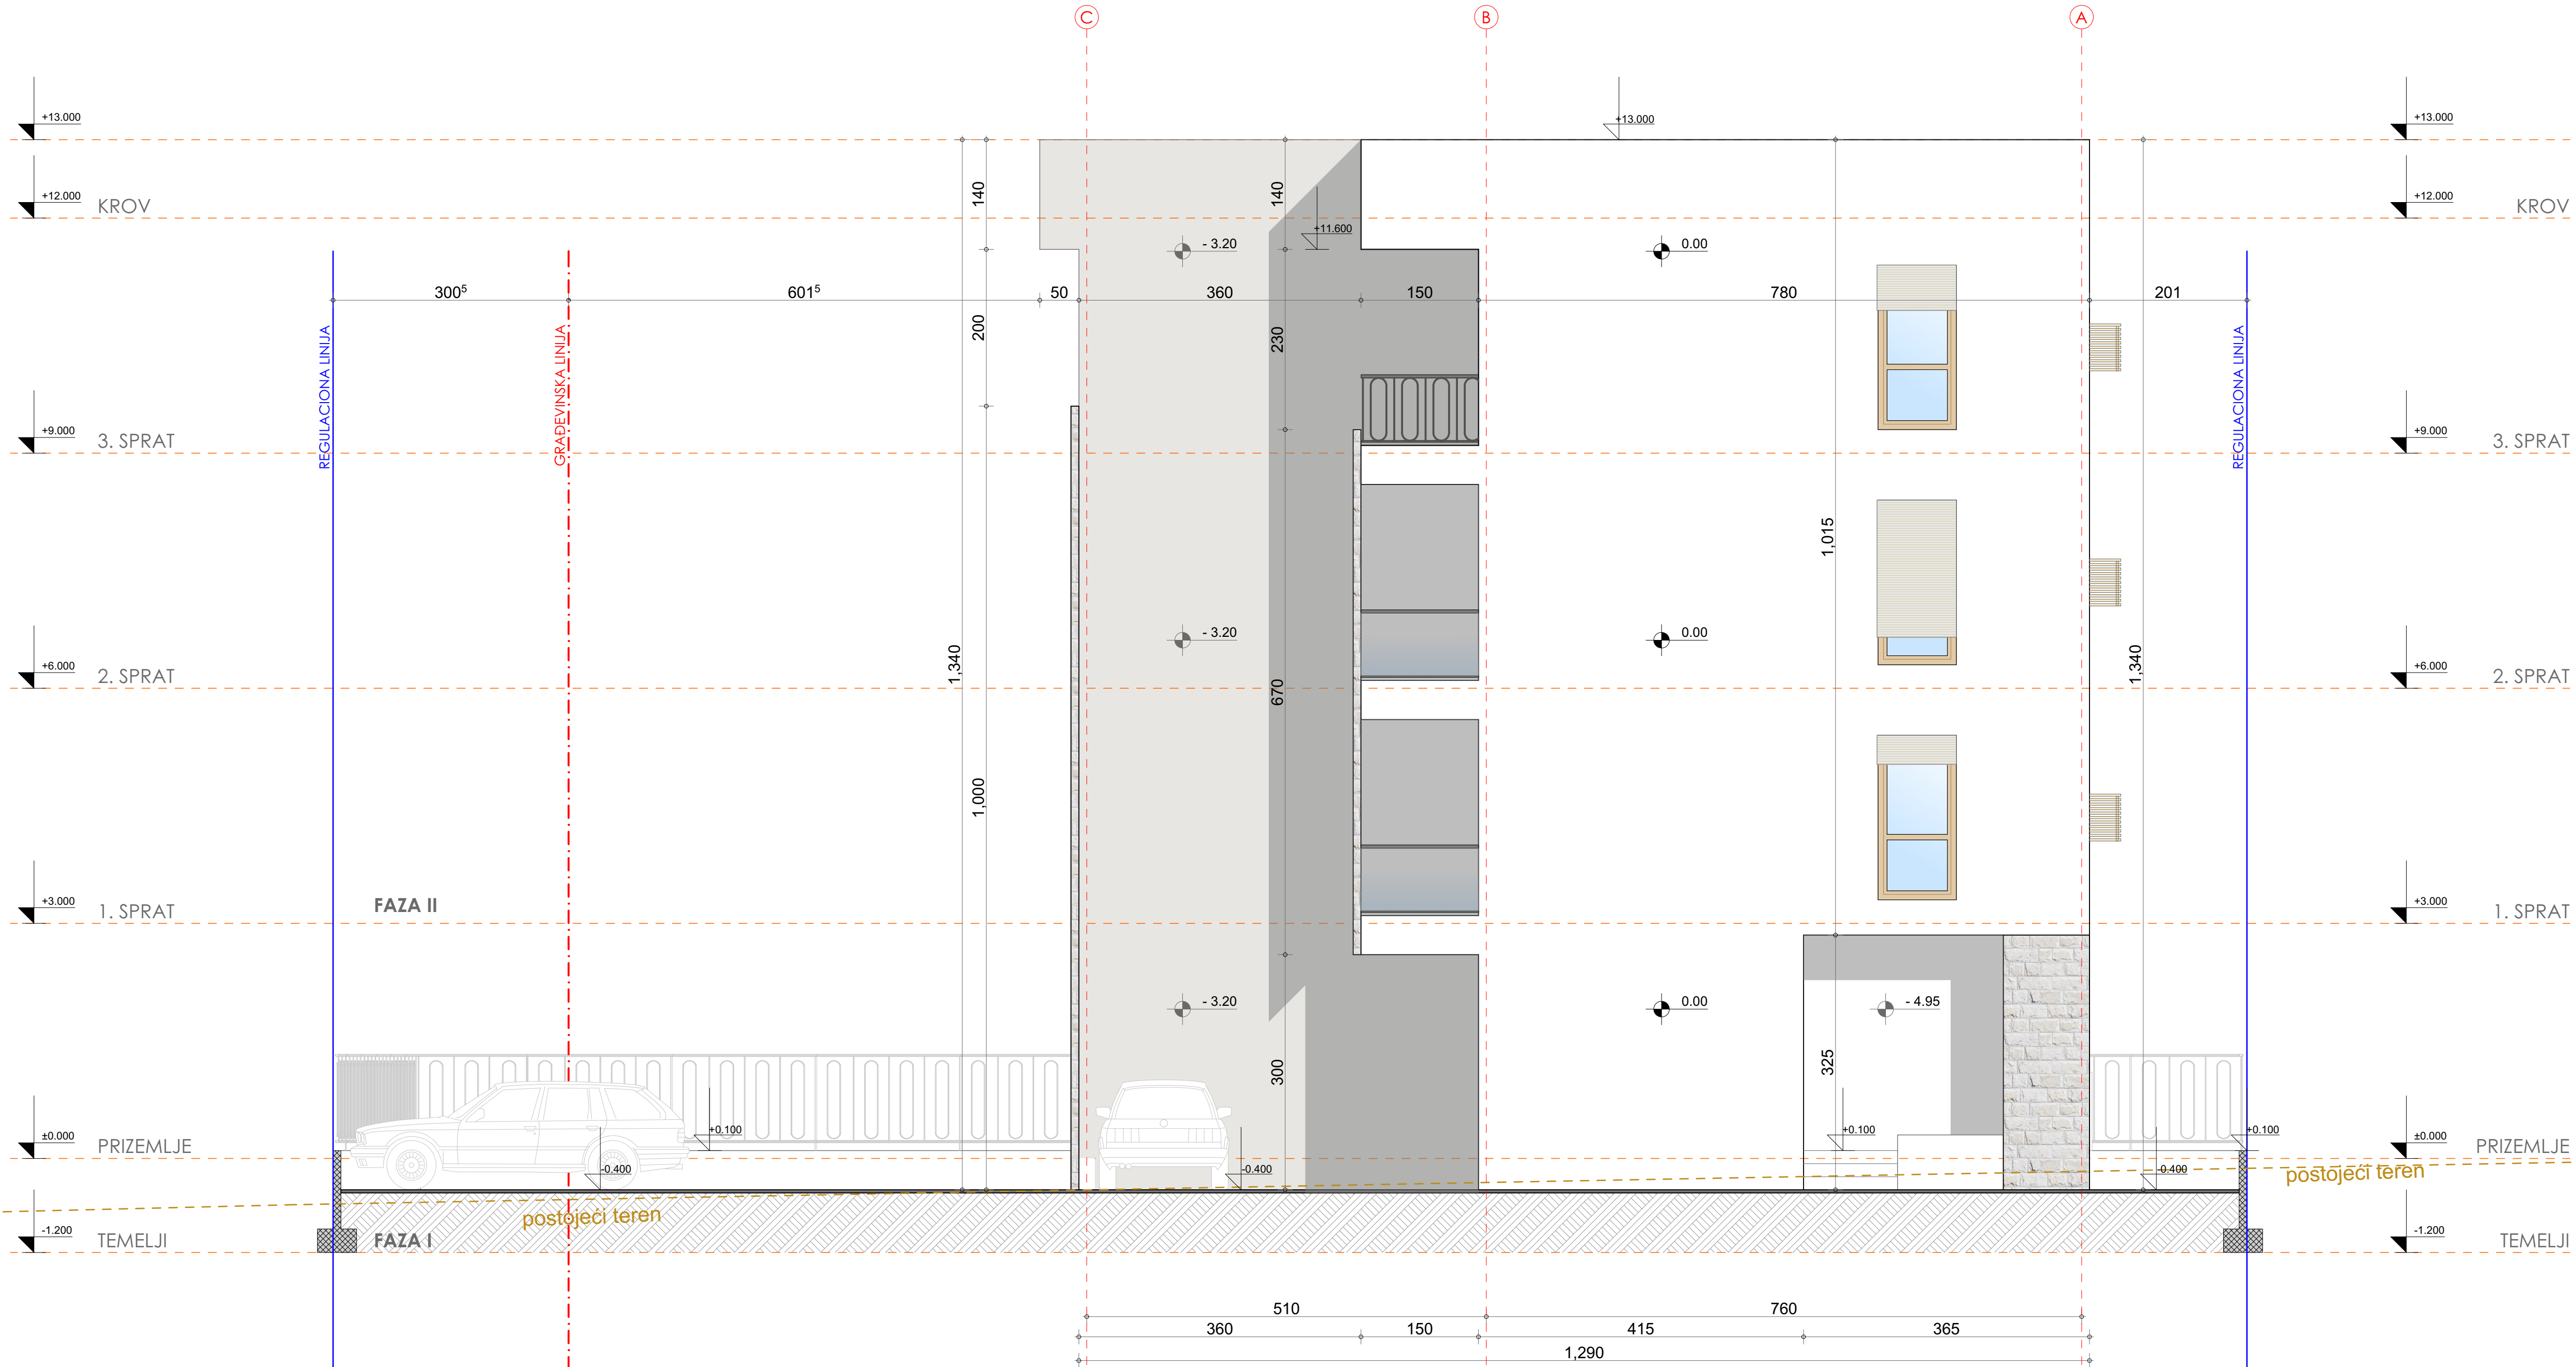 C
B
A
+13.000
+13.000
+13.000
+12.000
KROV
140
140
+12.000
KROV
+11.600
- 3.20
0.00
300⁵
601⁵
50
360
150
780
201
200
230
REGULACIONA LINIJA
GRAĐEVINSKA LINIJA
REGULACIONA LINIJA
+9.000
3. SPRAT
+9.000
3. SPRAT
1,015
- 3.20
0.00
1,340
1,340
+6.000
2. SPRAT
670
+6.000
2. SPRAT
1,000
+3.000
1. SPRAT
FAZA II
+3.000
1. SPRAT
- 3.20
0.00
- 4.95
300
325
±0.000
PRIZEMLJE
+0.100
+0.100
+0.100
±0.000
PRIZEMLJE
-0.400
-0.400
-0.400
postojeći teren
postojeći teren
-1.200
TEMELJI
FAZA I
-1.200
TEMELJI
510
760
360
150
415
365
1,290